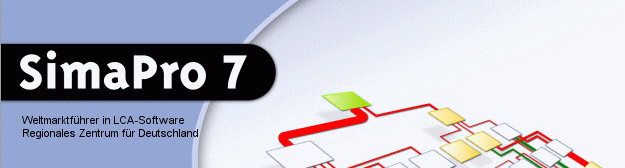 SimaPro 7
Weltmarktführer in LCA-Software
Regionales Zentrum für Deutschland